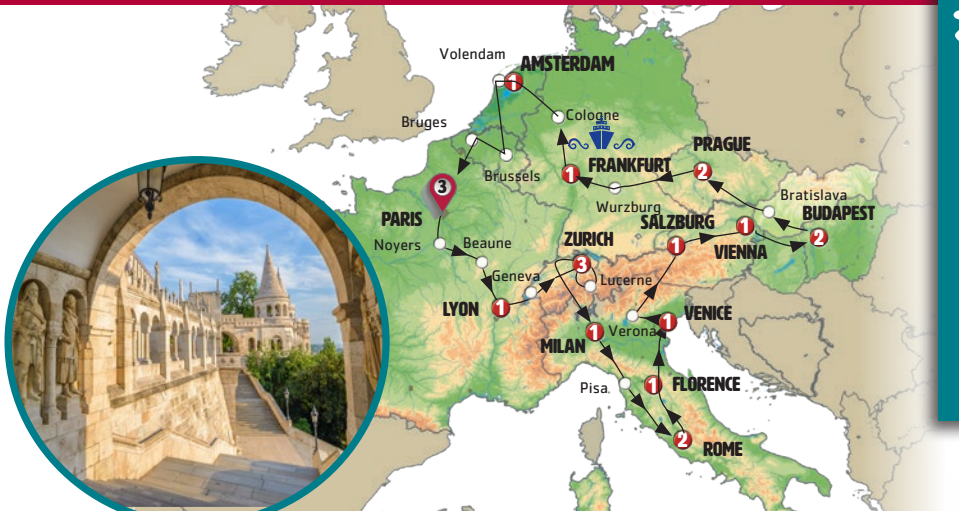 Volendam
AMSTERDAM
1
Cologne
Bruges
Brussels
PRAGUE
2
FRANKFURT
1
Wurzburg
Bratislava
BUDAPEST
2
3
PARIS
SALZBURG
1
VIENNA
1
Noyers
Beaune
ZURICH
3
Geneva
Lucerne
LYON
1
VENICE
1
Verona
MILAN
1
Pisa
FLORENCE
1
ROME
2